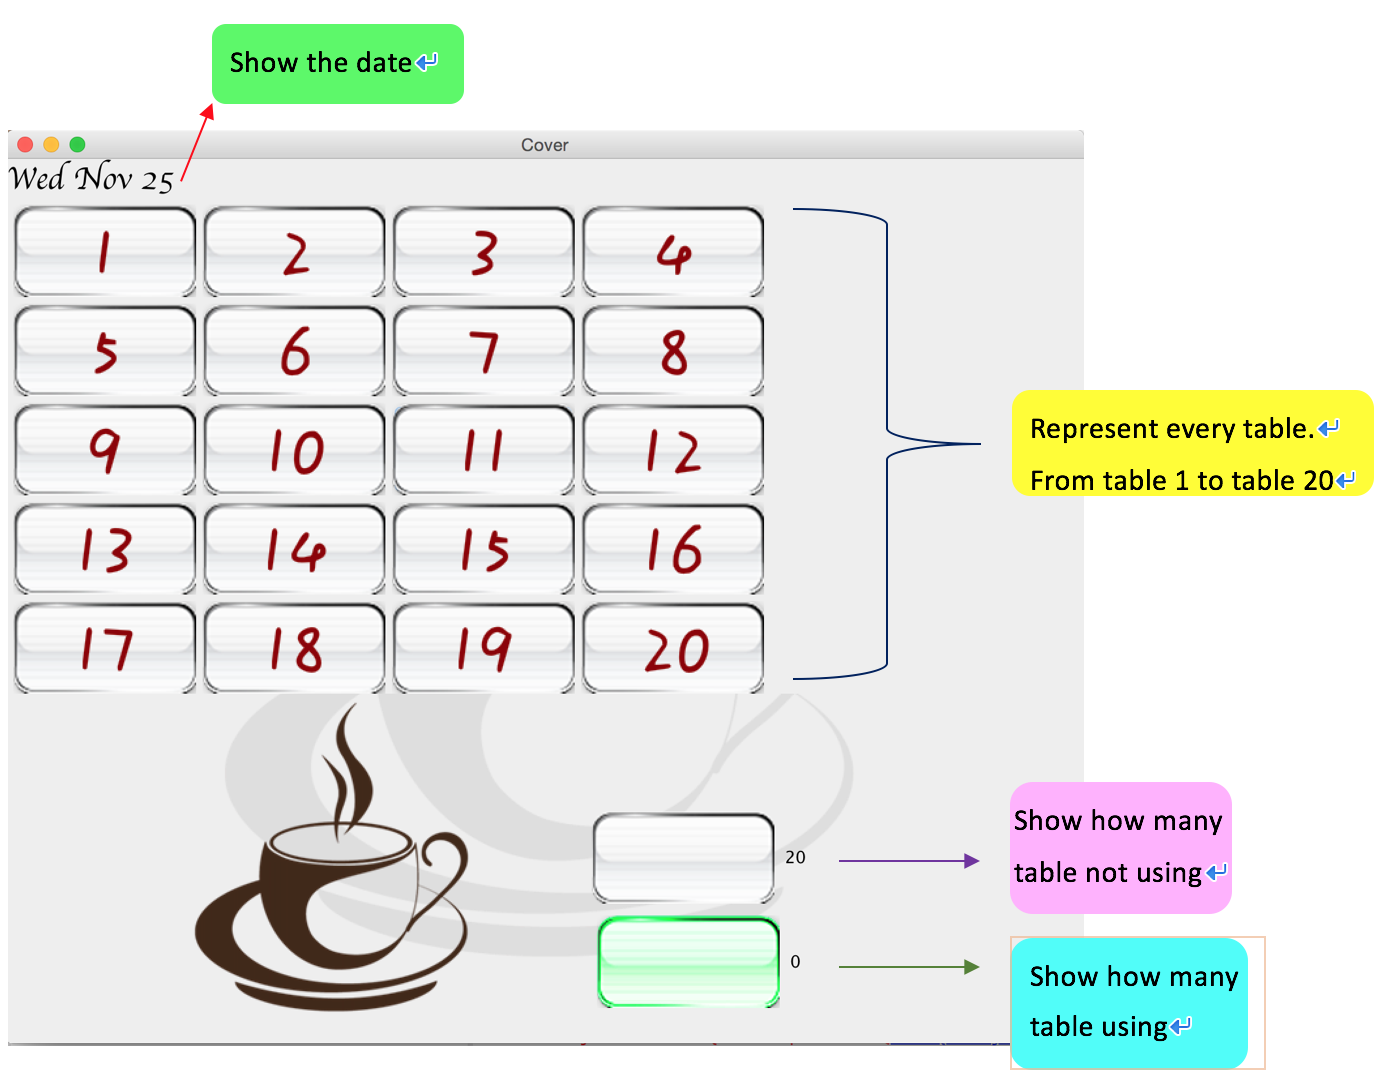 Show the date
Cover
Wed Nov 25
1 2 3 4
5 6 7 8
9 10 11 12
13 14 15 16
17 18 19 20
Represent every table.
From table 1 to table 20
20
Show how many
table not using
0
Show how many
table using